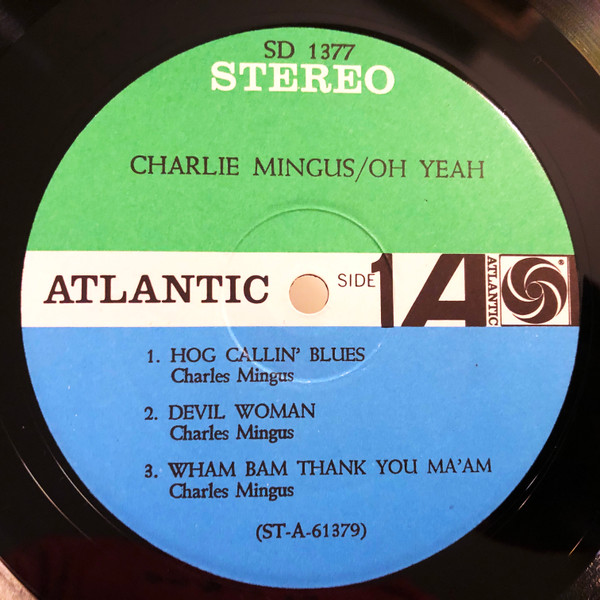 SD 1377
STEREO
CHARLIE MINGUS/OH YEAH
ATLANTIC
SIDE 1
A
ATLANTIC
®
1. HOG CALLIN' BLUES
Charles Mingus
2. DEVIL WOMAN
Charles Mingus
3. WHAM BAM THANK YOU MA'AM
Charles Mingus
(ST-A-61379)